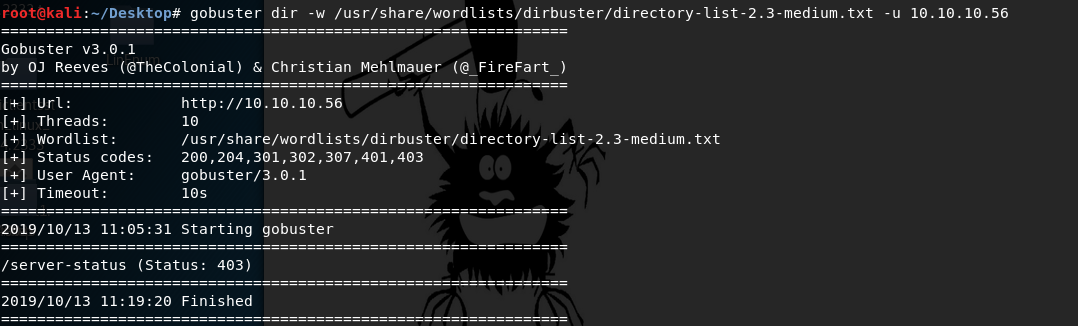 root@kali:~/Desktop# gobuster dir -w /usr/share/wordlists/dirbuster/directory-list-2.3-medium.txt -u 10.10.10.56
===============================================================
Gobuster v3.0.1
by OJ Reeves (@TheColonial) & Christian Mehlmauer (@_FireFart_)
===============================================================
[+] Url:            http://10.10.10.56
[+] Threads:        10
[+] Wordlist:       /usr/share/wordlists/dirbuster/directory-list-2.3-medium.txt
[+] Status codes:   200,204,301,302,307,401,403
[+] User Agent:     gobuster/3.0.1
[+] Timeout:        10s
===============================================================
2019/10/13 11:05:31 Starting gobuster
===============================================================
/server-status (Status: 403)
===============================================================
2019/10/13 11:19:20 Finished
===============================================================